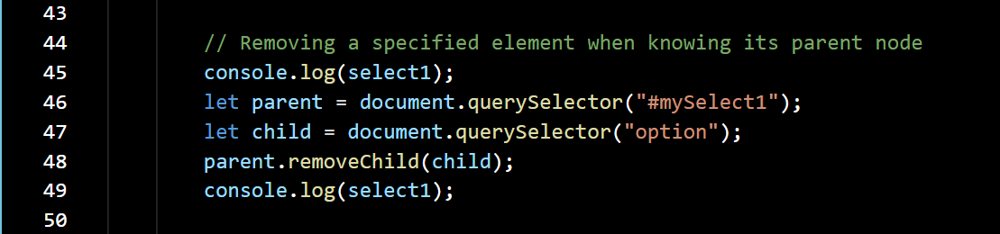 43
44 // Removing a specified element when knowing its parent node
45 console.log(select1);
46 let parent = document.querySelector("#mySelect1");
47 let child = document.querySelector("option");
48 parent.removeChild(child);
49 console.log(select1);
50